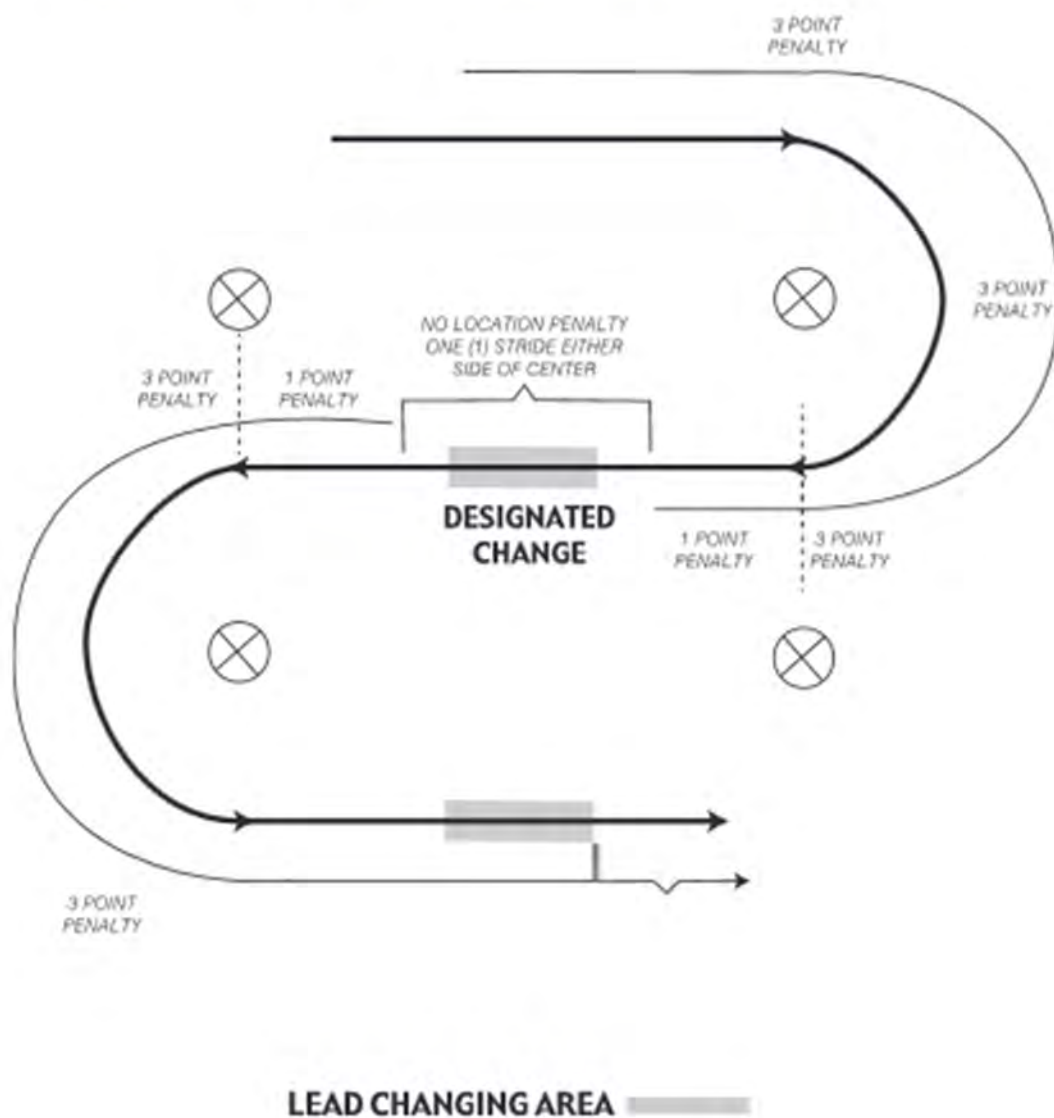 3 POINT
PENALTY
3 POINT
PENALTY
NO LOCATION PENALTY
ONE (1) STRIDE EITHER
SIDE OF CENTER
3 POINT
PENALTY
1 POINT
PENALTY
DESIGNATED
CHANGE
1 POINT
PENALTY
3 POINT
PENALTY
3 POINT
PENALTY
LEAD CHANGING AREA